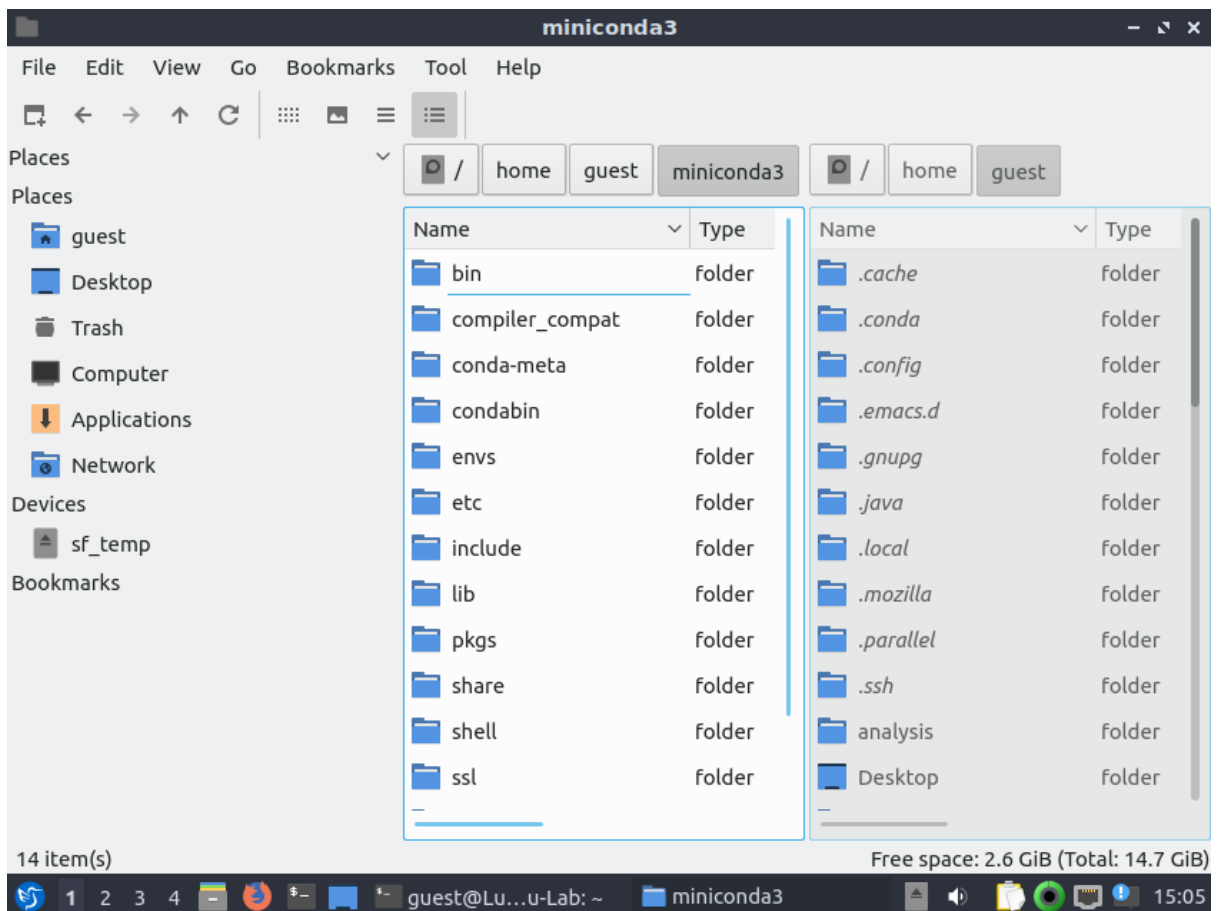 miniconda3
File Edit View Go Bookmarks Tool Help
Places
Places
guest
Desktop
Trash
Computer
Applications
Network
Devices
sf_temp
Bookmarks
/ home guest miniconda3
Name Type
bin folder
compiler_compat folder
conda-meta folder
condabin folder
envs folder
etc folder
include folder
lib folder
pkgs folder
share folder
shell folder
ssl folder
/ home guest
Name Type
.cache folder
.conda folder
.config folder
.emacs.d folder
.gnupg folder
.java folder
.local folder
.mozilla folder
.parallel folder
.ssh folder
analysis folder
Desktop folder
14 item(s) Free space: 2.6 GiB (Total: 14.7 GiB)
1 2 3 4 guest@Lu...u-Lab: ~ miniconda3 15:05